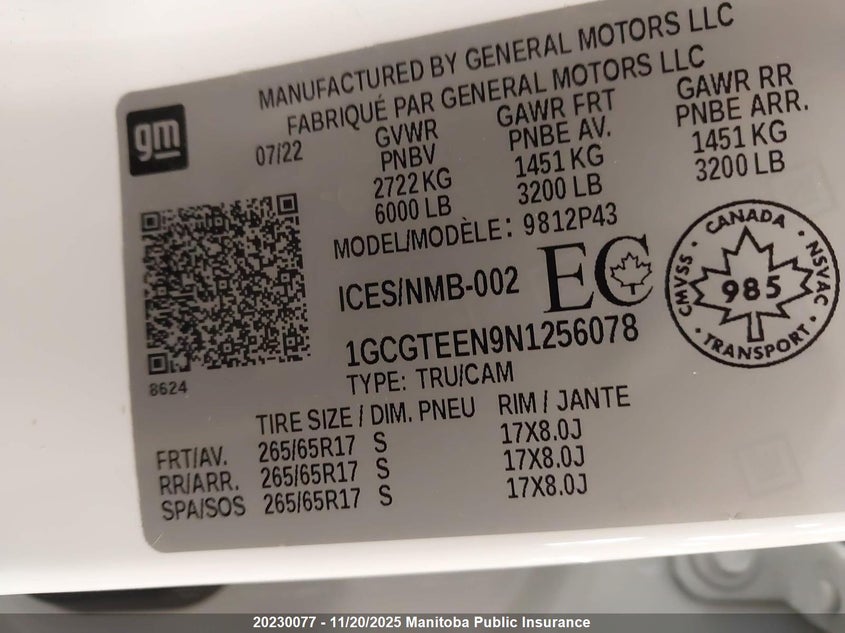 MANUFACTURED BY GENERAL MOTORS LLC
FABRIQUÉ PAR GENERAL MOTORS LLC
gm
07/22
GVWR
PNBV
2722 KG
6000 LB
GAWR FRT
PNBE AV.
1451 KG
3200 LB
GAWR RR
PNBE ARR.
1451 KG
3200 LB
MODEL/MODÈLE: 9812P43
ICES/NMB-002
EC
CANADA
CMVSS · NSVAC
985
TRANSPORT
1GCGTEEN9N1256078
8624
TYPE: TRU/CAM
TIRE SIZE / DIM. PNEU RIM / JANTE
FRT/AV. 265/65R17 S 17X8.0J
RR/ARR. 265/65R17 S 17X8.0J
SPA/SOS 265/65R17 S 17X8.0J
20230077 - 11/20/2025 Manitoba Public Insurance